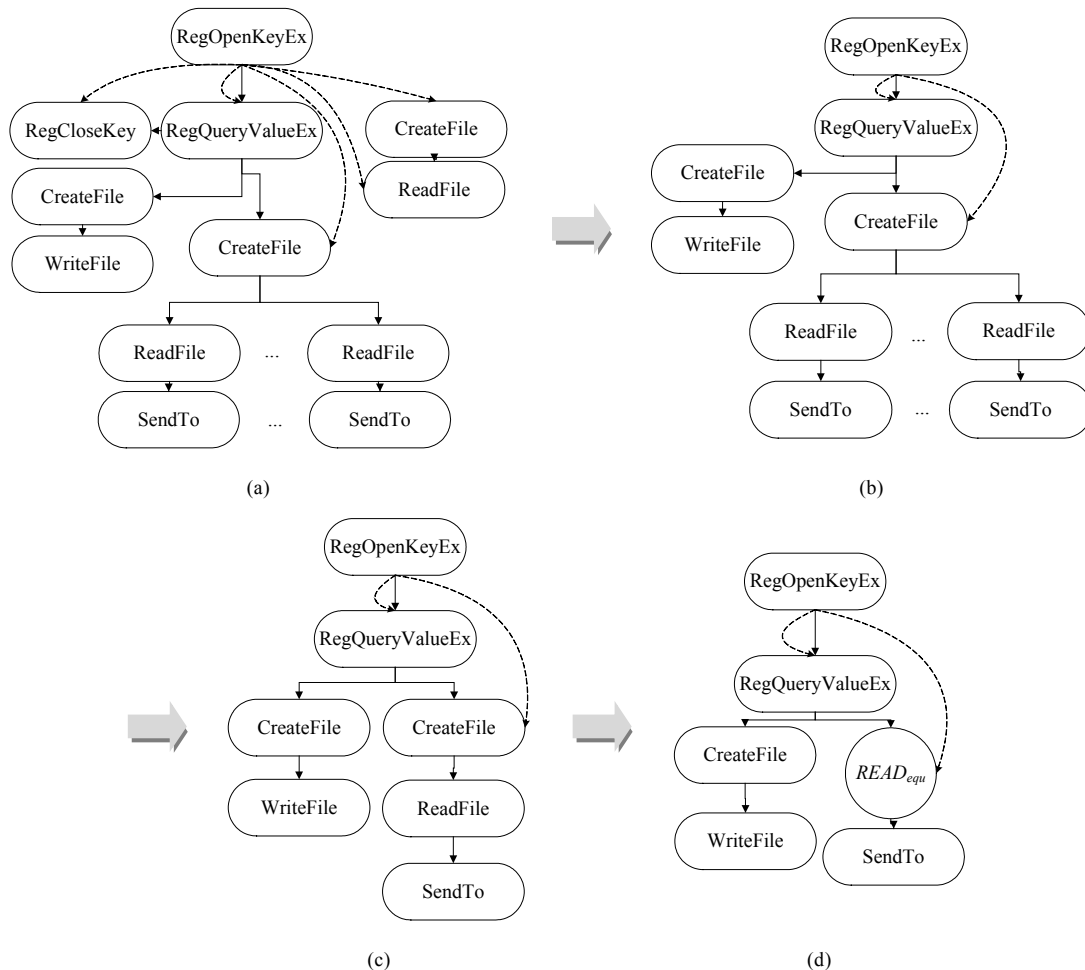 RegOpenKeyEx
RegCloseKey
RegQueryValueEx
CreateFile
ReadFile
CreateFile
WriteFile
CreateFile
ReadFile
...
ReadFile
SendTo
...
SendTo
(a)
RegOpenKeyEx
RegQueryValueEx
CreateFile
WriteFile
CreateFile
ReadFile
...
ReadFile
SendTo
...
SendTo
(b)
RegOpenKeyEx
RegQueryValueEx
CreateFile
CreateFile
WriteFile
ReadFile
SendTo
(c)
RegOpenKeyEx
RegQueryValueEx
CreateFile
READequ
WriteFile
SendTo
(d)